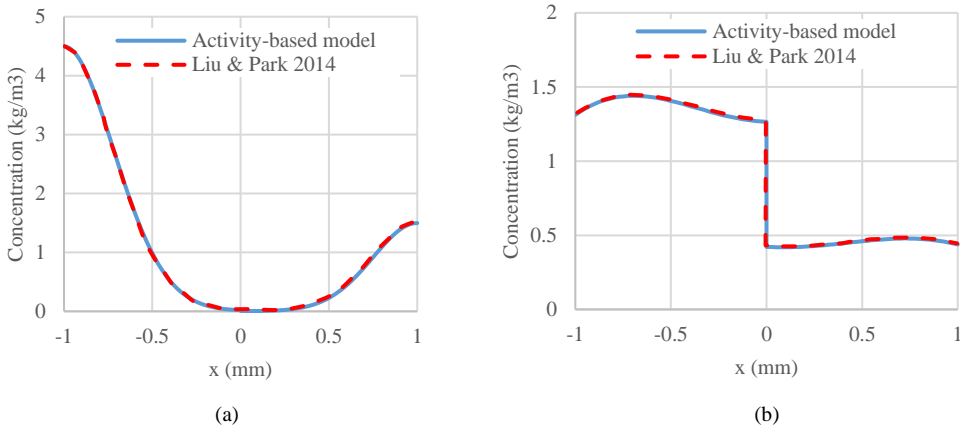 5
4
3
2
1
0
-1
-0.5
0
0.5
1
Concentration (kg/m3)
x (mm)
Activity-based model
Liu & Park 2014
(a)
2
1.5
1
0.5
0
-1
-0.5
0
0.5
1
Concentration (kg/m3)
x (mm)
Activity-based model
Liu & Park 2014
(b)